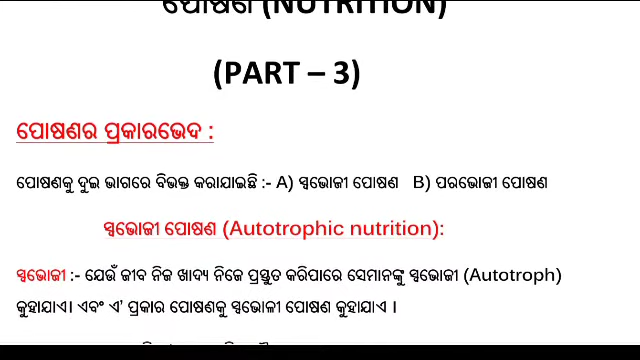 ପୋଷଣ (NUTRITION)
(PART – 3)
ପୋଷଣର ପ୍ରକାରଭେଦ :
ପୋଷଣକୁ ଦୁଇ ଭାଗରେ ବିଭକ୍ତ କରାଯାଇଛି :- A) ସ୍ୱଭୋଜୀ ପୋଷଣ B) ପରଭୋଜୀ ପୋଷଣ
ସ୍ୱଭୋଜୀ ପୋଷଣ (Autotrophic nutrition):
ସ୍ୱଭୋଜୀ :- ଯେଉଁ ଜୀବ ନିଜ ଖାଦ୍ୟ ନିଜେ ପ୍ରସ୍ତୁତ କରିପାରେ ସେମାନଙ୍କୁ ସ୍ୱଭୋଜୀ (Autotroph)
କୁହାଯାଏ। ଏବଂ ଏ' ପ୍ରକାର ପୋଷଣକୁ ସ୍ୱଭୋଳୀ ପୋଷଣ କୁହାଯାଏ ।